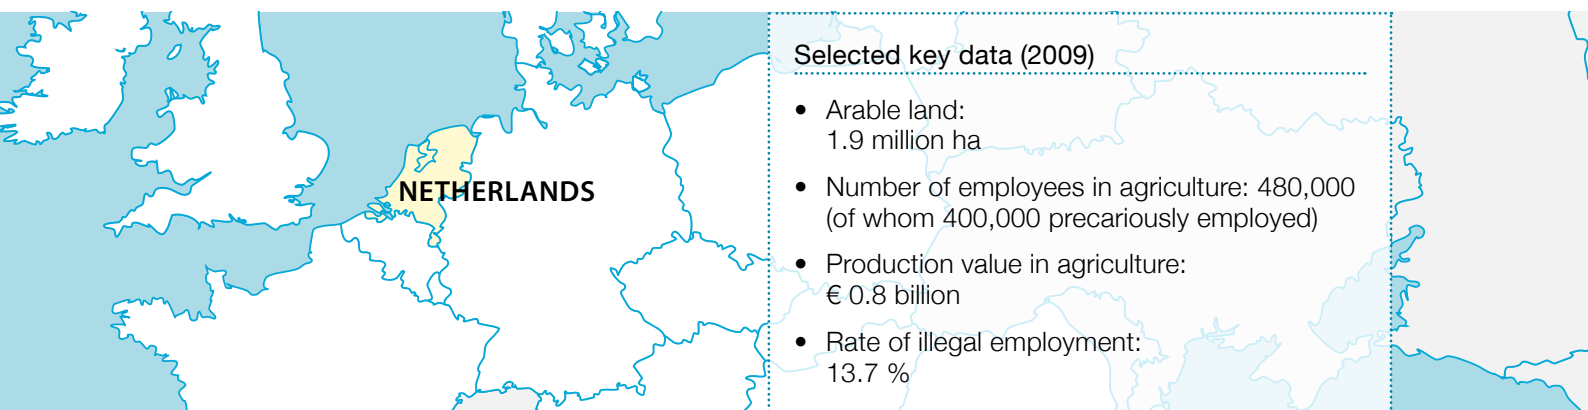 NETHERLANDS
Selected key data (2009)
• Arable land:
1.9 million ha
• Number of employees in agriculture: 480,000
(of whom 400,000 precariously employed)
• Production value in agriculture:
€ 0.8 billion
• Rate of illegal employment:
13.7 %